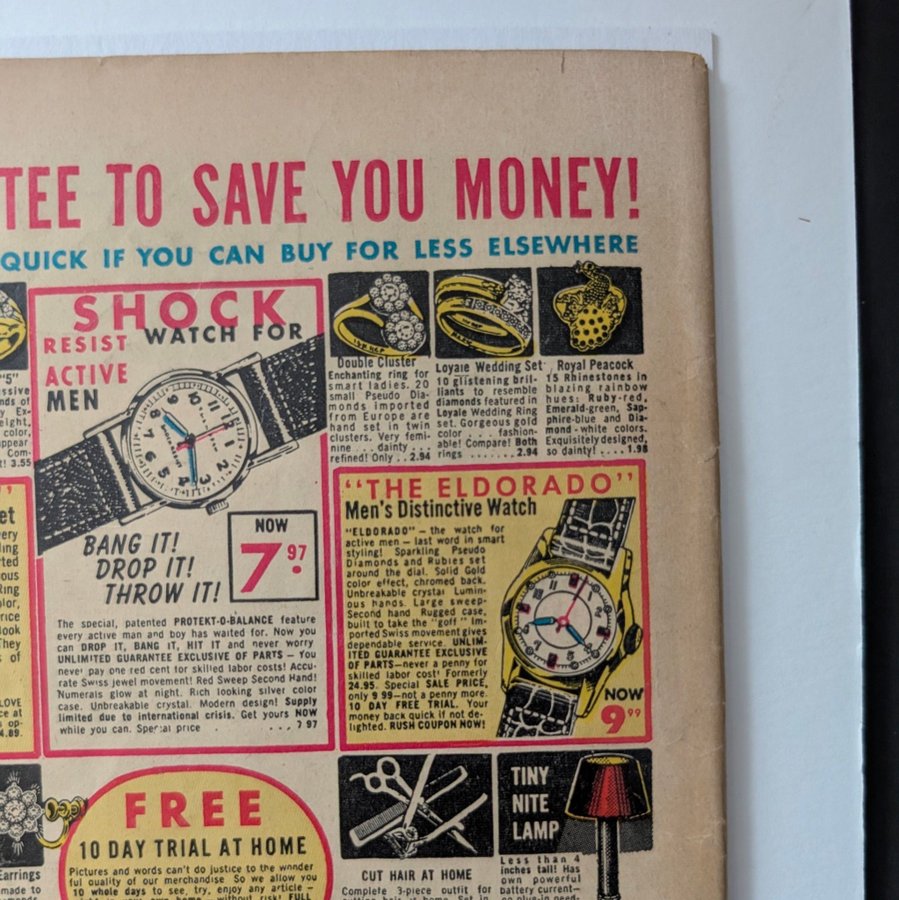 TEE TO SAVE YOU MONEY!
QUICK IF YOU CAN BUY FOR LESS ELSEWHERE
SHOCK
RESIST WATCH FOR
ACTIVE
MEN
BANG IT!
DROP IT!
THROW IT!
NOW
7.97
The special, patented PROTEKT-O-BALANCE feature
every active man and boy has waited for. Now you
can DROP IT, BANG IT, HIT IT and never worry
UNLIMITED GUARANTEE EXCLUSIVE OF PARTS – You
never pay one red cent for skilled labor costs! Accu-
rate Swiss jewel movement! Red Sweep Second Hand!
Numerals glow at night. Rich looking silver color
case. Unbreakable crystal. Modern design! Supply
limited due to international crisis. Get yours NOW
while you can. Special price ....7 97
Double Cluster
Enchanting ring for
smart ladies. 20
small Pseudo Dia-
monds imported
from Europe are
hand set in twin
clusters. Very femi-
nine . . . dainty . . .
refined! Only . . 2.94
Loyale Wedding Set
10 glistening bril-
liants to resemble
diamonds featured in
Loyale Wedding Ring
set. Gorgeous gold
color . . . fashion-
able! Compare! Both
rings .......2.94
Royal Peacock
15 Rhinestones in
blazing rainbow
hues: Ruby-red,
Emerald-green, Sap-
phire-blue and Dia-
mond-white colors.
Exquisitely designed,
so dainty! ....1.98
"THE ELDORADO"
Men's Distinctive Watch
"ELDORADO" – the watch for
active men – last word in smart
styling! Sparkling Pseudo
Diamonds and Rubies set
around the dial. Solid Gold
color effect, chromed back.
Unbreakable crystal Lumin-
ous hands. Large sweep-
Second hand Rugged case,
built to take the "goff" Im-
ported Swiss movement gives
dependable service. UNLIM-
ITED GUARANTEE EXCLUSIVE
OF PARTS—never a penny for
skilled labor cost! Formerly
24.95. Special SALE PRICE,
only 9 99—not a penny more.
10 DAY FREE TRIAL. Your
money back quick if not de-
lighted. RUSH COUPON NOW!
NOW
9.99
FREE
10 DAY TRIAL AT HOME
Pictures and words can't do justice to the wonder
ful quality of our merchandise So we allow you
10 whole days to see, try, enjoy any article –
CUT HAIR AT HOME
Complete 3-piece outfit for
TINY
NITE
LAMP
Less than 4
inches tall! Has
own powerful
battery current—
Earrings
made to